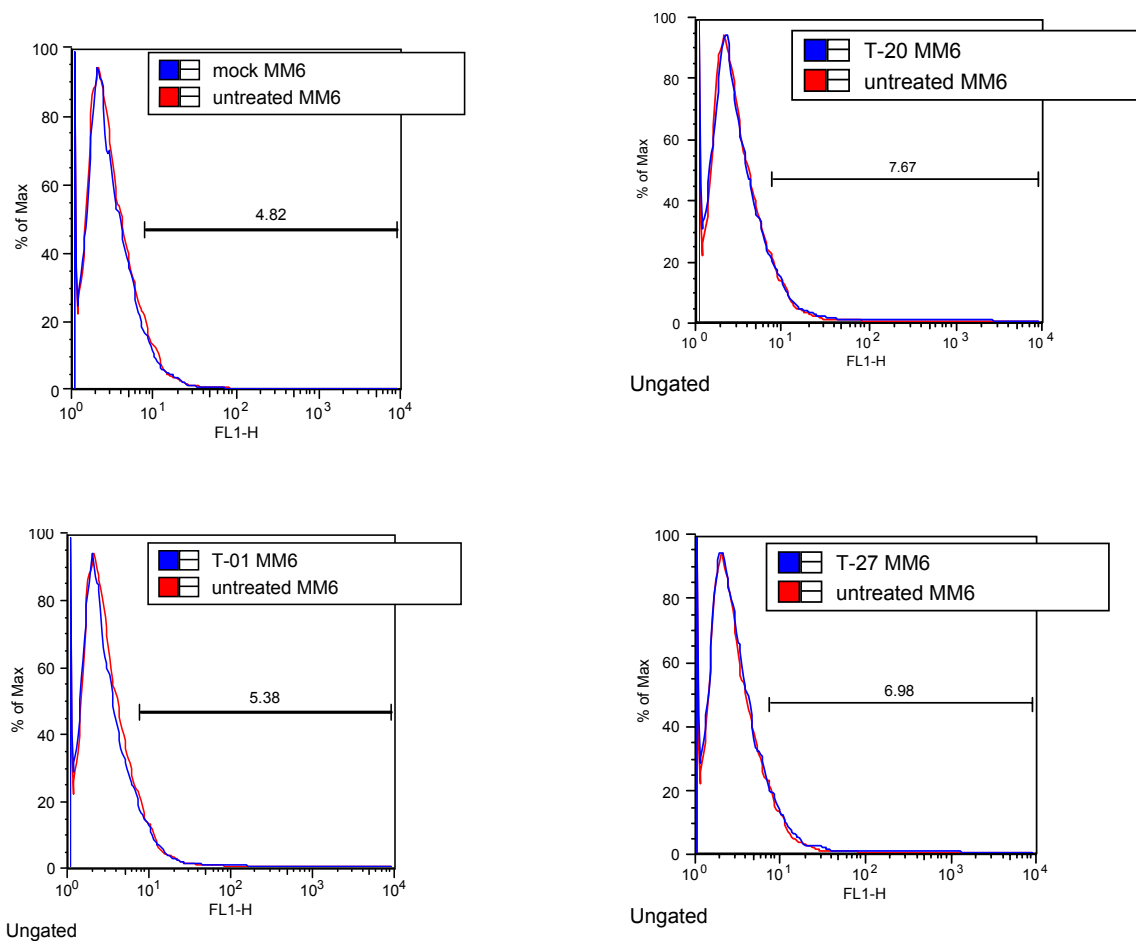 mock MM6
untreated MM6
100
80
60
40
20
0
% of Max
4.82
10^0
10^1
10^2
10^3
10^4
FL1-H
T-20 MM6
untreated MM6
100
80
60
40
20
0
% of Max
7.67
10^0
10^1
10^2
10^3
10^4
FL1-H
Ungated
T-01 MM6
untreated MM6
100
80
60
40
20
0
% of Max
5.38
10^0
10^1
10^2
10^3
10^4
FL1-H
Ungated
T-27 MM6
untreated MM6
100
80
60
40
20
0
% of Max
6.98
10^0
10^1
10^2
10^3
10^4
FL1-H
Ungated